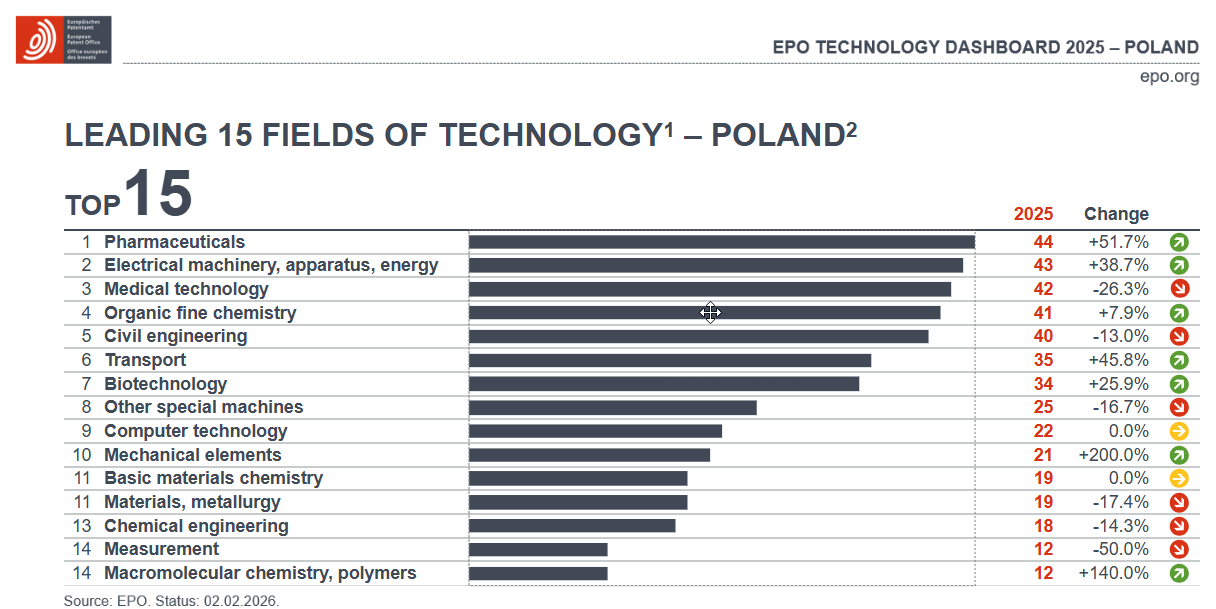 Europäisches
Patentamt
European
Patent Office
Office européen
des brevets
EPO TECHNOLOGY DASHBOARD 2025 – POLAND
epo.org
LEADING 15 FIELDS OF TECHNOLOGY¹ – POLAND²
TOP 15
2025 Change
1 Pharmaceuticals 44 +51.7%
2 Electrical machinery, apparatus, energy 43 +38.7%
3 Medical technology 42 -26.3%
4 Organic fine chemistry 41 +7.9%
5 Civil engineering 40 -13.0%
6 Transport 35 +45.8%
7 Biotechnology 34 +25.9%
8 Other special machines 25 -16.7%
9 Computer technology 22 0.0%
10 Mechanical elements 21 +200.0%
11 Basic materials chemistry 19 0.0%
11 Materials, metallurgy 19 -17.4%
13 Chemical engineering 18 -14.3%
14 Measurement 12 -50.0%
14 Macromolecular chemistry, polymers 12 +140.0%
Source: EPO. Status: 02.02.2026.